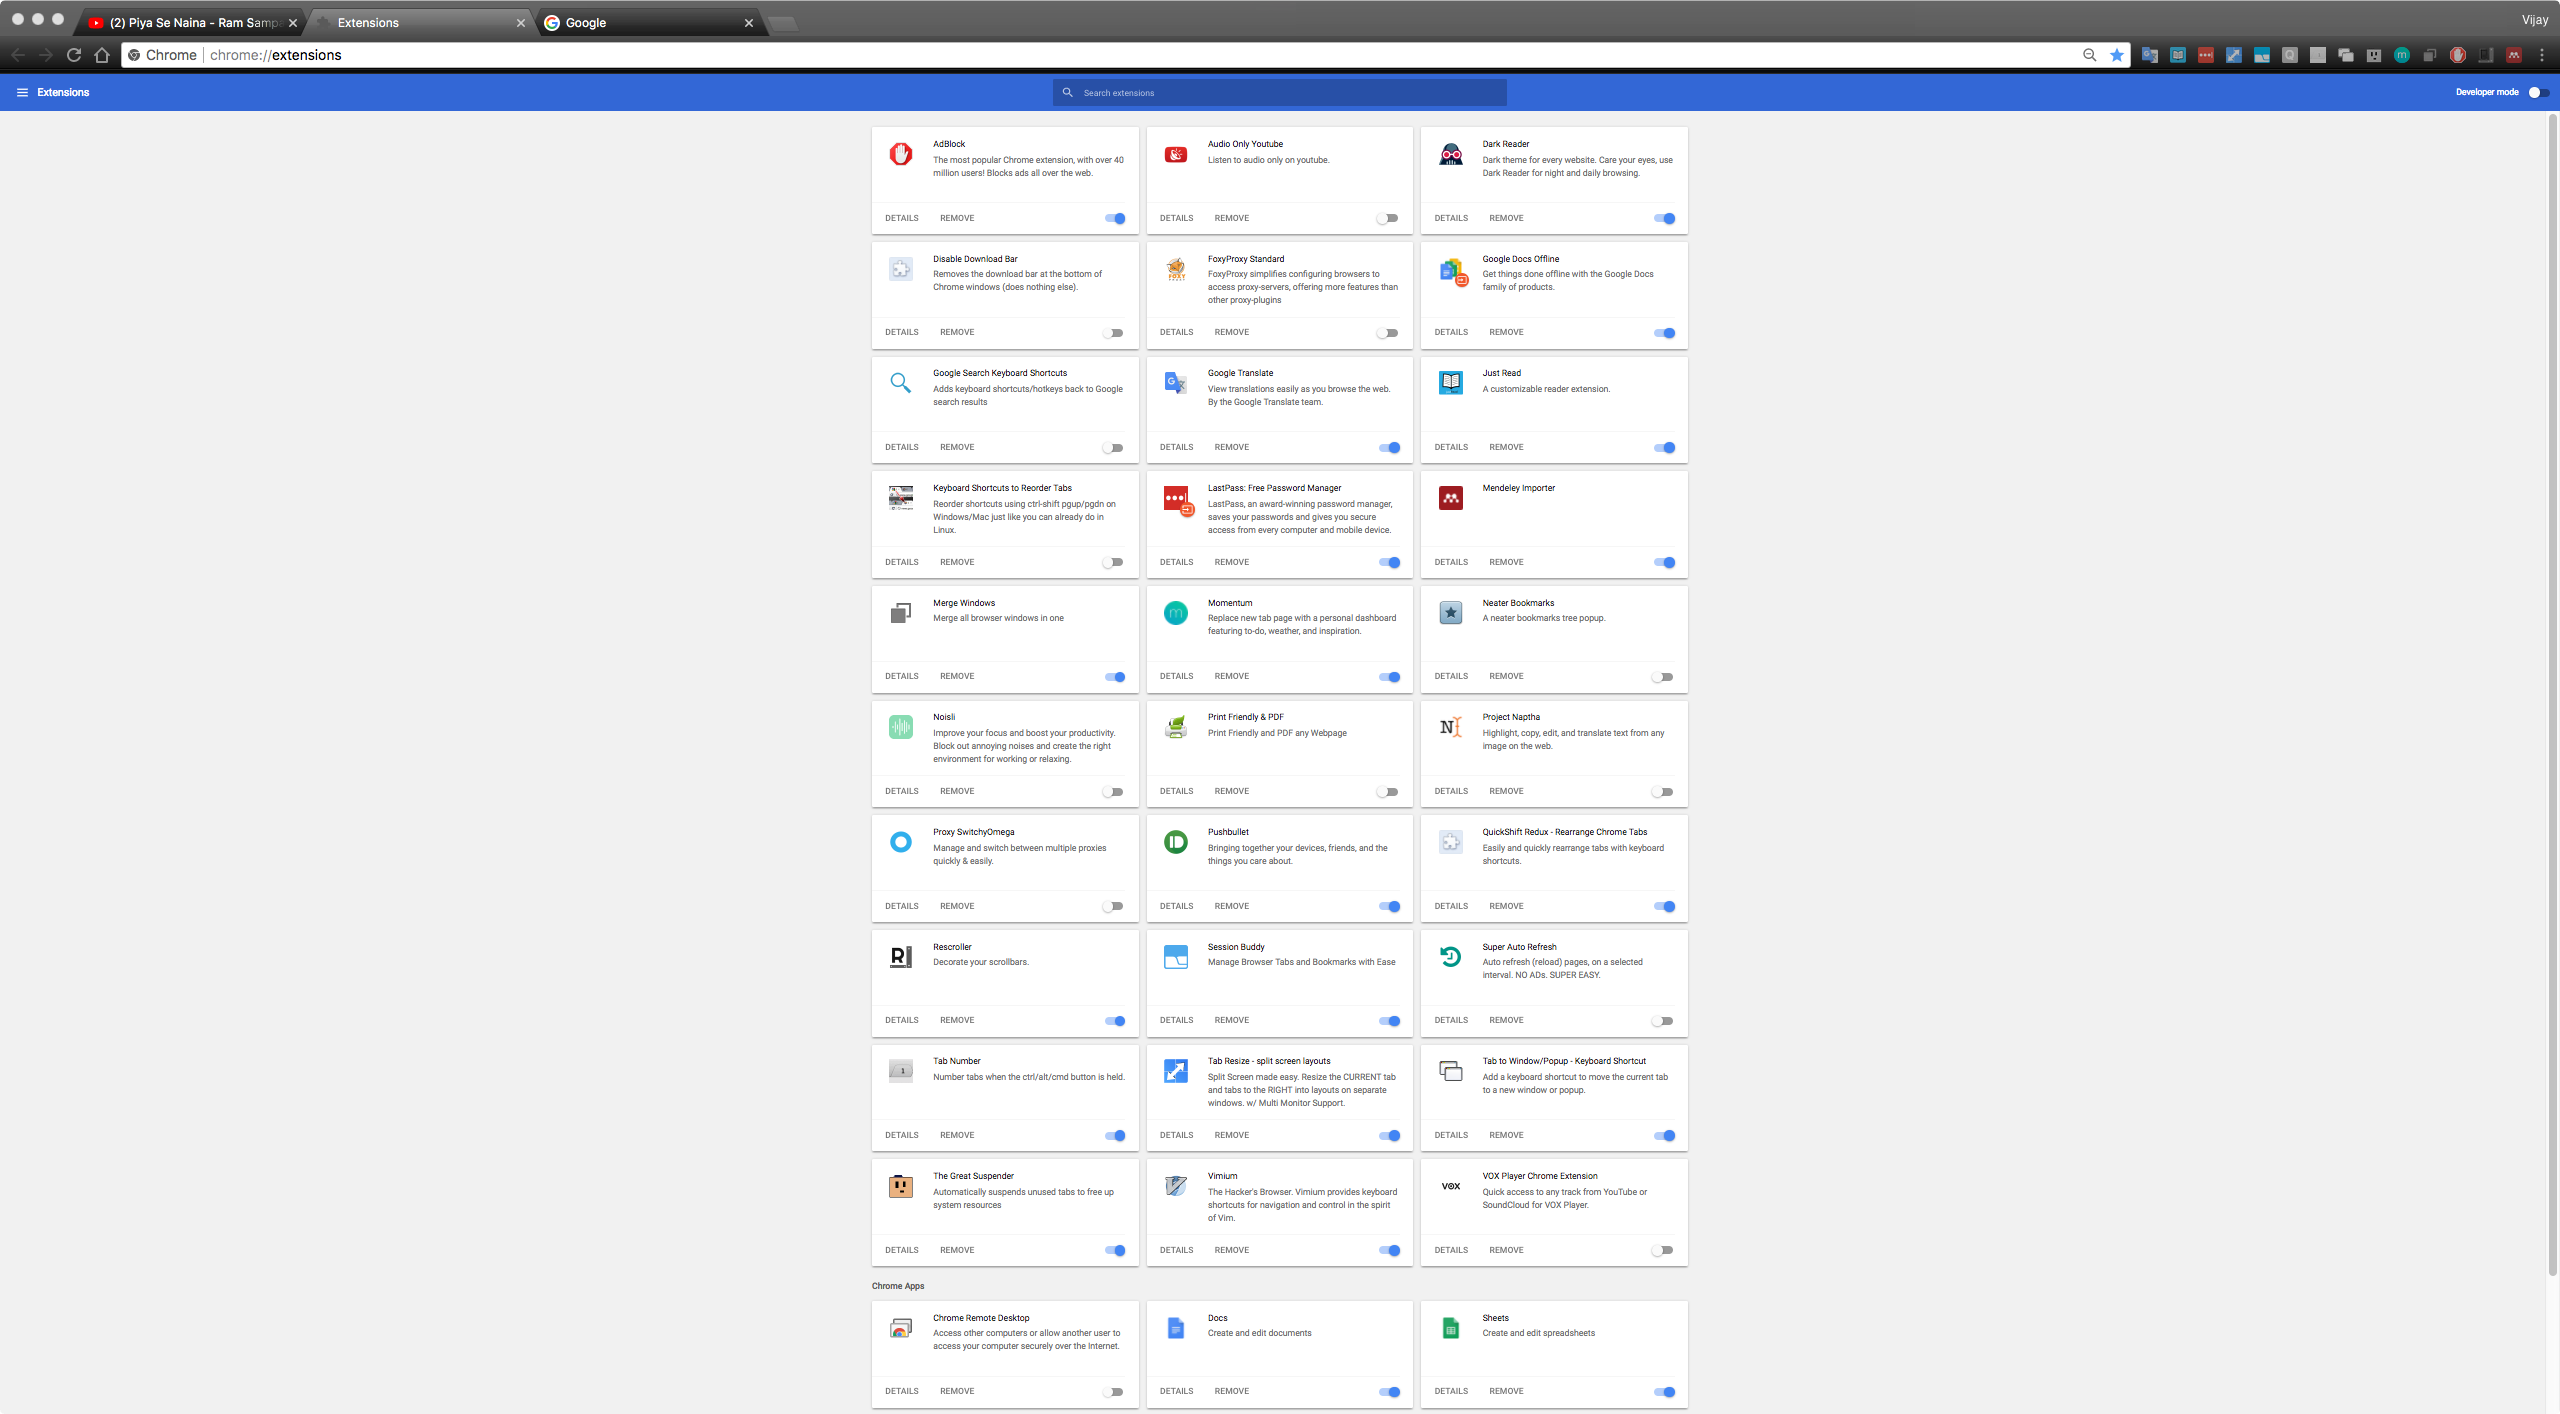 (2) Piya Se Naina - Ram Sampa
Extensions
Google
Vijay
Chrome
chrome://extensions
Extensions
Search extensions
Developer mode
AdBlock
The most popular Chrome extension, with over 40
million users! Blocks ads all over the web.
DETAILS REMOVE
Audio Only Youtube
Listen to audio only on youtube.
DETAILS REMOVE
Dark Reader
Dark theme for every website. Care your eyes, use
Dark Reader for night and daily browsing.
DETAILS REMOVE
Disable Download Bar
Removes the download bar at the bottom of
Chrome windows (does nothing else).
DETAILS REMOVE
FOXY
PROXY
FoxyProxy Standard
FoxyProxy simplifies configuring browsers to
access proxy-servers, offering more features than
other proxy-plugins
DETAILS REMOVE
Google Docs Offline
Get things done offline with the Google Docs
family of products.
DETAILS REMOVE
Google Search Keyboard Shortcuts
Adds keyboard shortcuts/hotkeys back to Google
search results
DETAILS REMOVE
Google Translate
View translations easily as you browse the web.
By the Google Translate team.
DETAILS REMOVE
Just Read
A customizable reader extension.
DETAILS REMOVE
Keyboard Shortcuts to Reorder Tabs
Reorder shortcuts using ctrl-shift pgup/pgdn on
Windows/Mac just like you can already do in
Linux.
DETAILS REMOVE
LastPass: Free Password Manager
LastPass, an award-winning password manager,
saves your passwords and gives you secure
access from every computer and mobile device.
DETAILS REMOVE
Mendeley Importer
DETAILS REMOVE
Merge Windows
Merge all browser windows in one
DETAILS REMOVE
m
Momentum
Replace new tab page with a personal dashboard
featuring to-do, weather, and inspiration.
DETAILS REMOVE
Neater Bookmarks
A neater bookmarks tree popup.
DETAILS REMOVE
Noisli
Improve your focus and boost your productivity.
Block out annoying noises and create the right
environment for working or relaxing.
DETAILS REMOVE
Print Friendly & PDF
Print Friendly and PDF any Webpage
DETAILS REMOVE
N
Project Naptha
Highlight, copy, edit, and translate text from any
image on the web.
DETAILS REMOVE
Proxy SwitchyOmega
Manage and switch between multiple proxies
quickly & easily.
DETAILS REMOVE
Pushbullet
Bringing together your devices, friends, and the
things you care about.
DETAILS REMOVE
QuickShift Redux - Rearrange Chrome Tabs
Easily and quickly rearrange tabs with keyboard
shortcuts.
DETAILS REMOVE
R
Rescroller
Decorate your scrollbars.
DETAILS REMOVE
Session Buddy
Manage Browser Tabs and Bookmarks with Ease
DETAILS REMOVE
Super Auto Refresh
Auto refresh (reload) pages, on a selected
interval. NO ADs. SUPER EASY.
DETAILS REMOVE
1
Tab Number
Number tabs when the ctrl/alt/cmd button is held.
DETAILS REMOVE
Tab Resize - split screen layouts
Split Screen made easy. Resize the CURRENT tab
and tabs to the RIGHT into layouts on separate
windows. w/ Multi Monitor Support.
DETAILS REMOVE
Tab to Window/Popup - Keyboard Shortcut
Add a keyboard shortcut to move the current tab
to a new window or popup.
DETAILS REMOVE
The Great Suspender
Automatically suspends unused tabs to free up
system resources
DETAILS REMOVE
Vimium
The Hacker's Browser. Vimium provides keyboard
shortcuts for navigation and control in the spirit
of Vim.
DETAILS REMOVE
VOX
VOX Player Chrome Extension
Quick access to any track from YouTube or
SoundCloud for VOX Player.
DETAILS REMOVE
Chrome Apps
Chrome Remote Desktop
Access other computers or allow another user to
access your computer securely over the Internet.
DETAILS REMOVE
Docs
Create and edit documents
DETAILS REMOVE
Sheets
Create and edit spreadsheets
DETAILS REMOVE